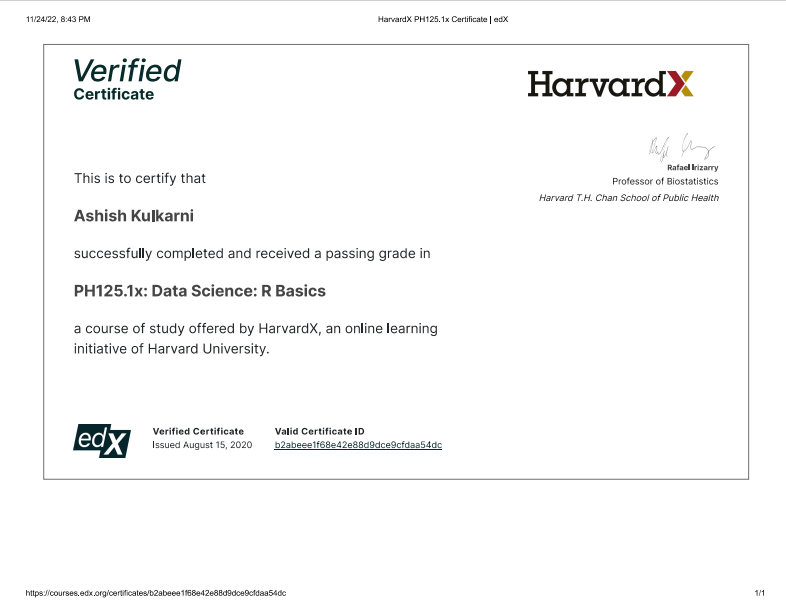 11/24/22, 8:43 PM
HarvardX PH125.1x Certificate | edX
Verified
Certificate
HarvardX
Rafael Irizarry
Professor of Biostatistics
Harvard T.H. Chan School of Public Health
This is to certify that
Ashish Kulkarni
successfully completed and received a passing grade in
PH125.1x: Data Science: R Basics
a course of study offered by HarvardX, an online learning
initiative of Harvard University.
edX
Verified Certificate
Issued August 15, 2020
Valid Certificate ID
b2abeee1f68e42e88d9dce9cfdaa54dc
https://courses.edx.org/certificates/b2abeee1f68e42e88d9dce9cfdaa54dc
1/1